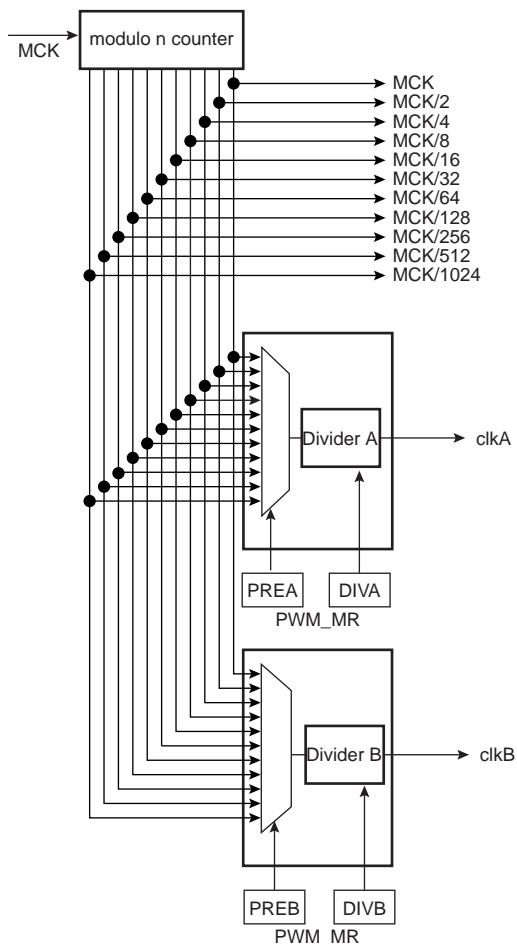 modulo n counter
MCK
MCK
MCK/2
MCK/4
MCK/8
MCK/16
MCK/32
MCK/64
MCK/128
MCK/256
MCK/512
MCK/1024
Divider A
clkA
PREA
DIVA
PWM_MR
Divider B
clkB
PREB
DIVB
PWM_MR